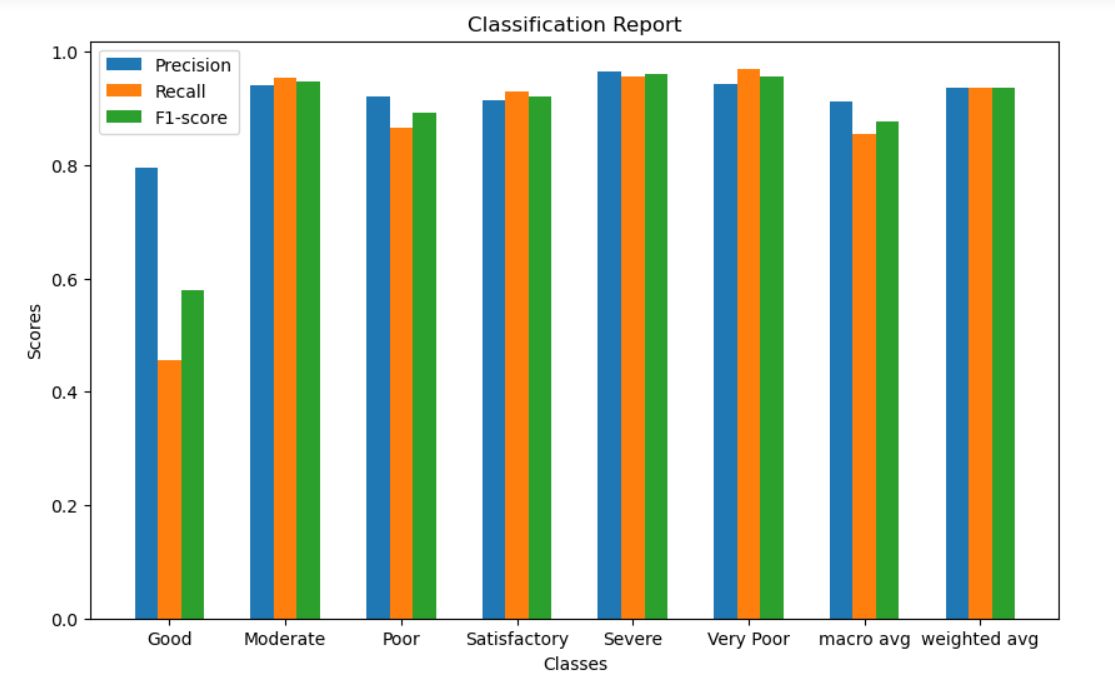 Classification Report
1.0
0.8
0.6
0.4
0.2
0.0
Scores
Precision
Recall
F1-score
Good Moderate Poor Satisfactory Severe Very Poor macro avg weighted avg
Classes